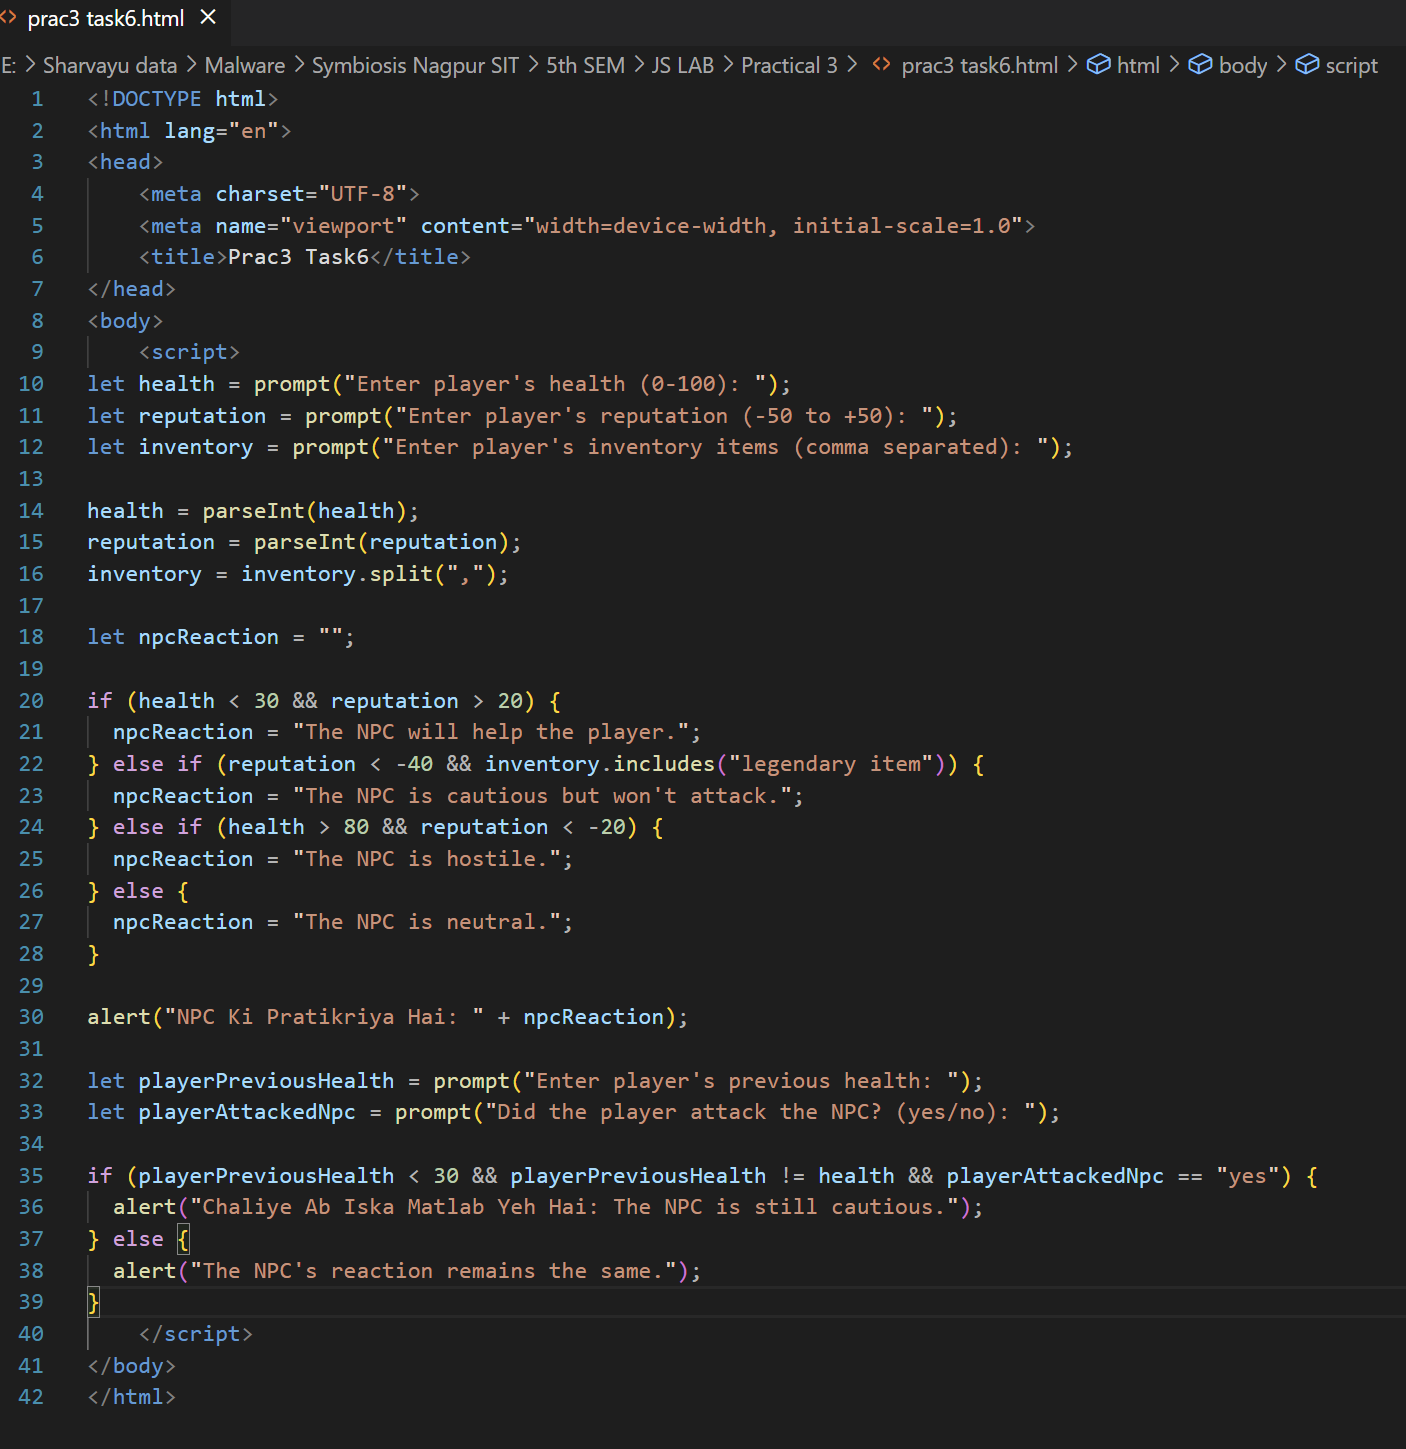 prac3 task6.html
E: > Sharvayu data > Malware > Symbiosis Nagpur SIT > 5th SEM > JS LAB > Practical 3 > prac3 task6.html > html > body > script
1 <!DOCTYPE html>
2 <html lang="en">
3 <head>
4     <meta charset="UTF-8">
5     <meta name="viewport" content="width=device-width, initial-scale=1.0">
6     <title>Prac3 Task6</title>
7 </head>
8 <body>
9     <script>
10 let health = prompt("Enter player's health (0-100): ");
11 let reputation = prompt("Enter player's reputation (-50 to +50): ");
12 let inventory = prompt("Enter player's inventory items (comma separated): ");
13
14 health = parseInt(health);
15 reputation = parseInt(reputation);
16 inventory = inventory.split(",");
17
18 let npcReaction = "";
19
20 if (health < 30 && reputation > 20) {
21   npcReaction = "The NPC will help the player.";
22 } else if (reputation < -40 && inventory.includes("legendary item")) {
23   npcReaction = "The NPC is cautious but won't attack.";
24 } else if (health > 80 && reputation < -20) {
25   npcReaction = "The NPC is hostile.";
26 } else {
27   npcReaction = "The NPC is neutral.";
28 }
29
30 alert("NPC Ki Pratikriya Hai: " + npcReaction);
31
32 let playerPreviousHealth = prompt("Enter player's previous health: ");
33 let playerAttackedNpc = prompt("Did the player attack the NPC? (yes/no): ");
34
35 if (playerPreviousHealth < 30 && playerPreviousHealth != health && playerAttackedNpc == "yes") {
36   alert("Chaliye Ab Iska Matlab Yeh Hai: The NPC is still cautious.");
37 } else {
38   alert("The NPC's reaction remains the same.");
39 }
40     </script>
41 </body>
42 </html>